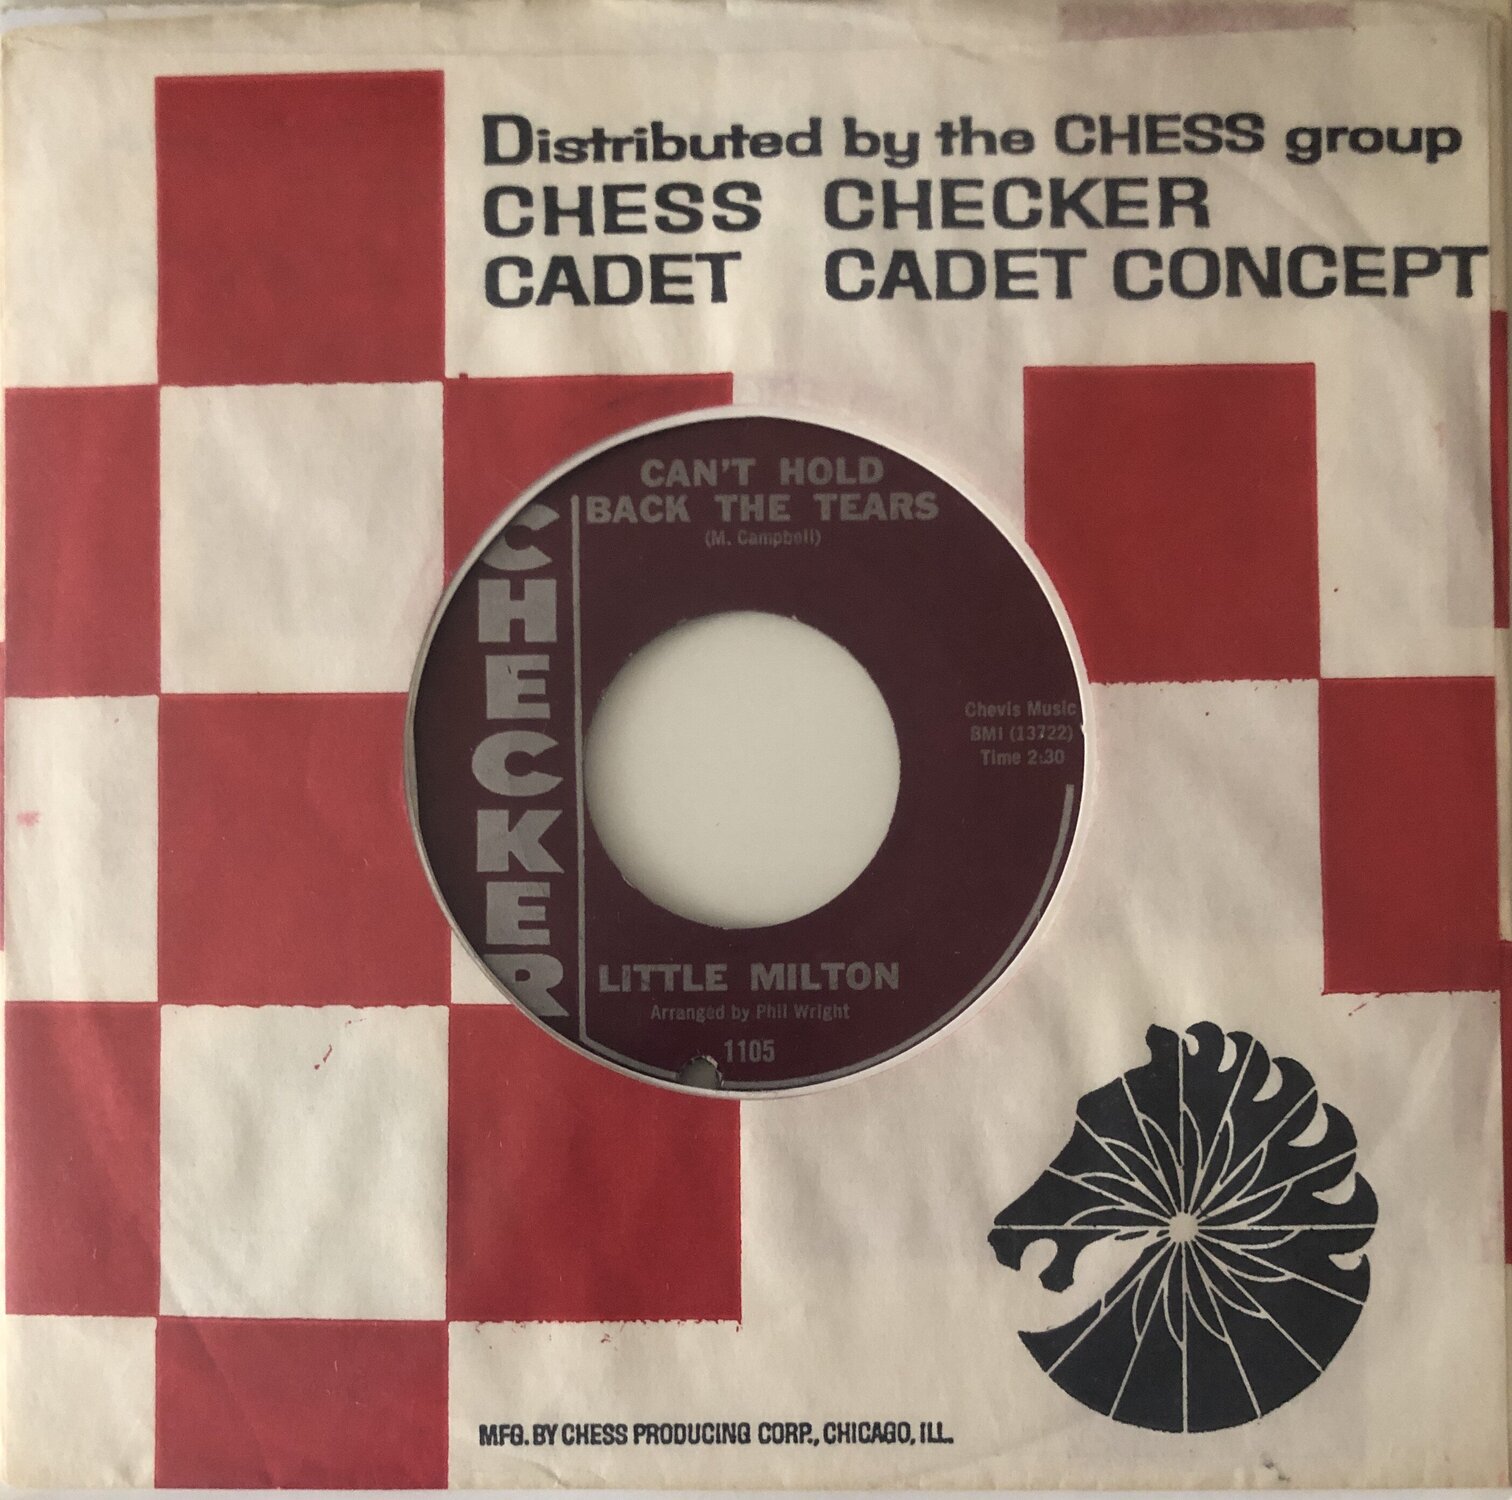 Distributed by the CHESS group
CHESS CHECKER
CADET CADET CONCEPT
CAN'T HOLD
BACK THE TEARS
(M. Campbell)
CHECKER
Chevis Music
BMI (13722)
Time 2:30
LITTLE MILTON
Arranged by Phil Wright
1105
MFG. BY CHESS PRODUCING CORP., CHICAGO, ILL.